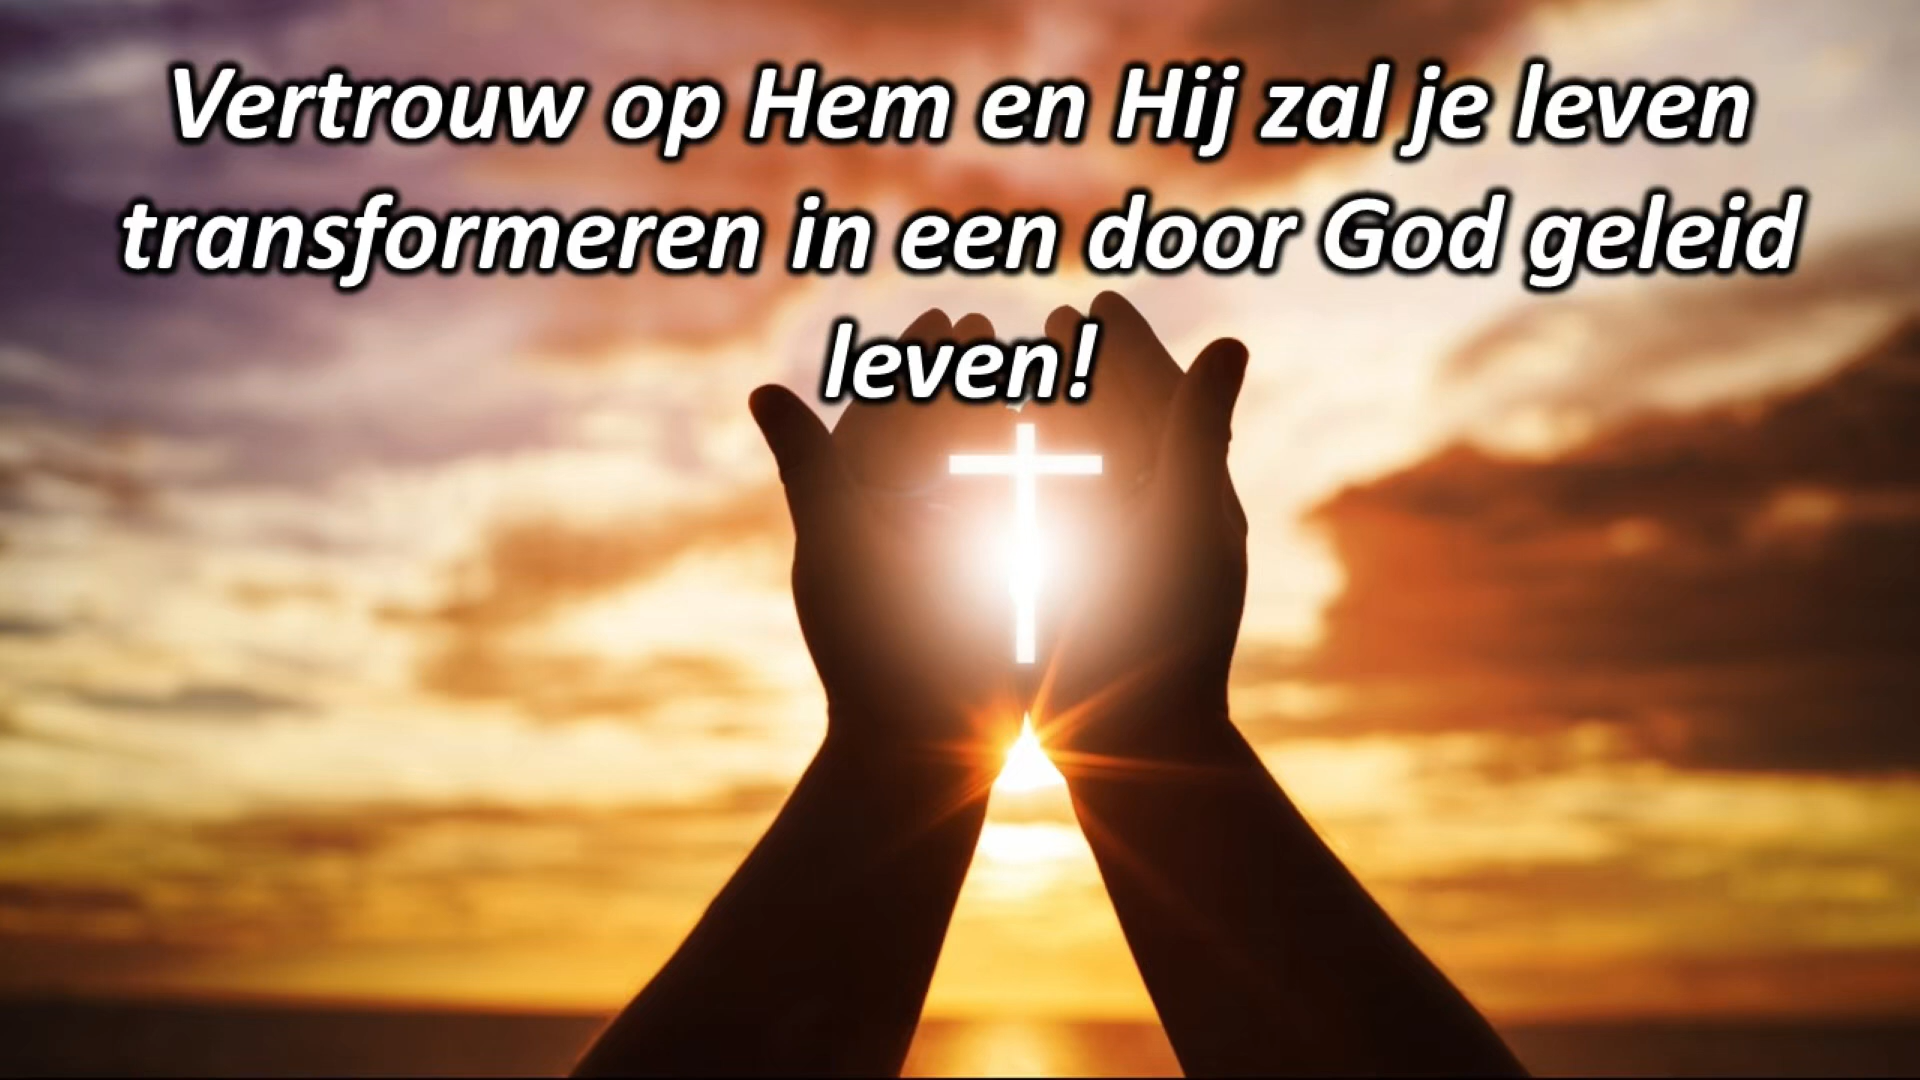 Vertrouw op Hem en Hij zal je leven
transformeren in een door God geleid
leven!